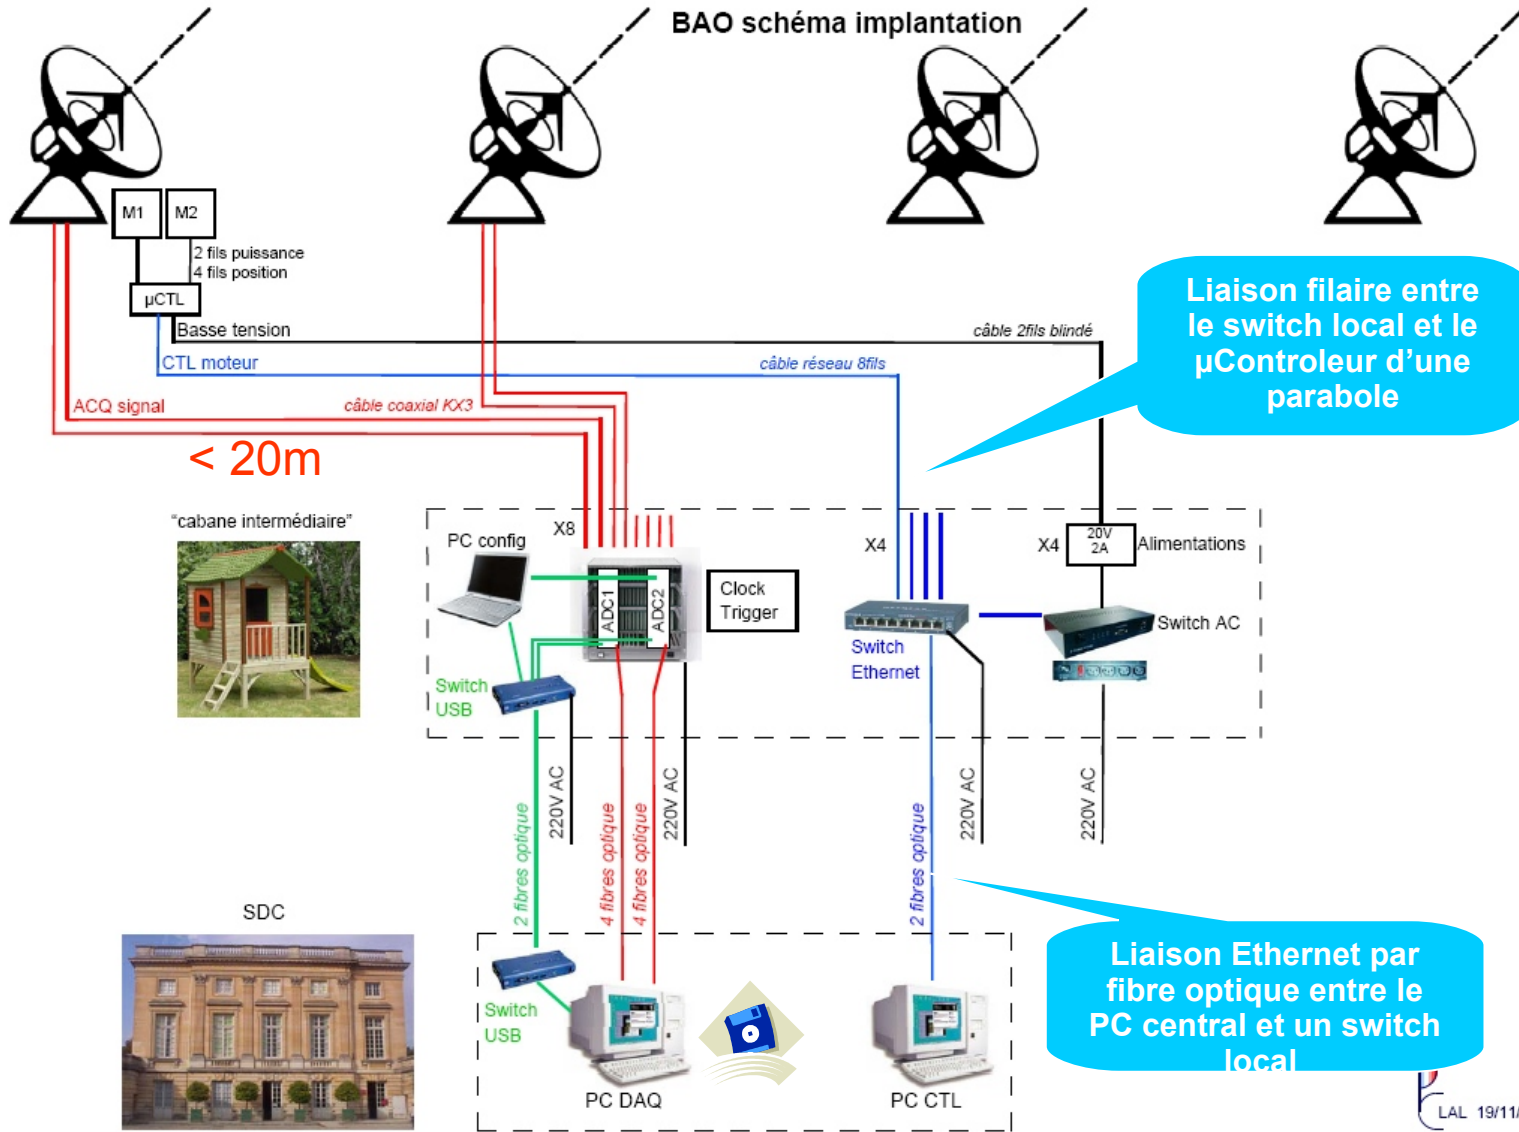 BAO schéma implantation
M1
M2
2 fils puissance
4 fils position
µCTL
Basse tension
câble 2fils blindé
CTL moteur
câble réseau 8fils
ACQ signal
câble coaxial KX3
< 20m
Liaison filaire entre
le switch local et le
µControleur d’une
parabole
"cabane intermédiaire"
PC config
X8
ADC1
ADC2
Clock
Trigger
X4
X4
20V
2A
Alimentations
Switch
Ethernet
Switch AC
Switch
USB
2 fibres optique
220V AC
4 fibres optique
4 fibres optique
220V AC
2 fibres optique
220V AC
220V AC
SDC
Switch
USB
PC DAQ
PC CTL
Liaison Ethernet par
fibre optique entre le
PC central et un switch
local
LAL 19/11/